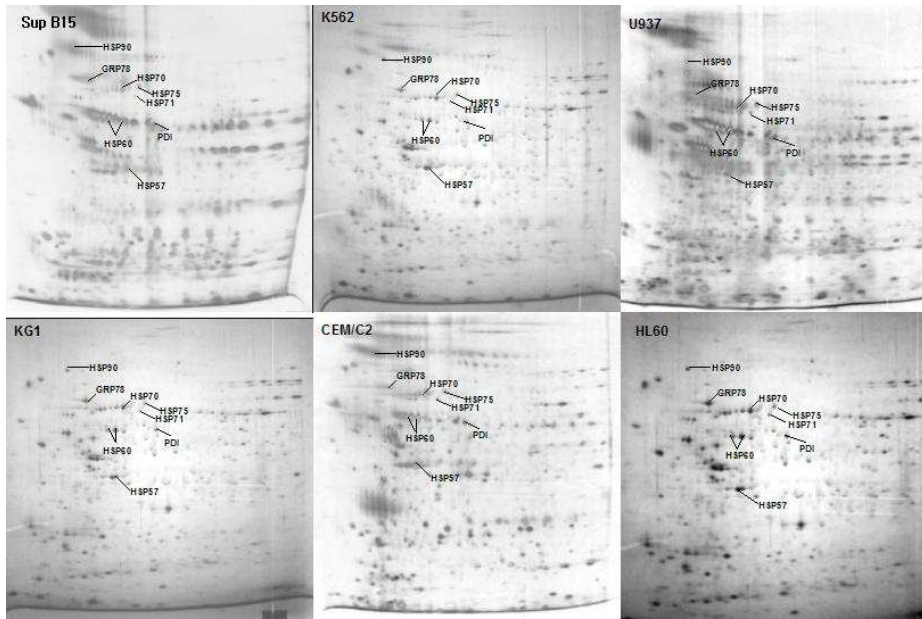 Sup B15
HSP90
GRP78
HSP70
HSP75
HSP71
HSP60
PDI
HSP57
K562
HSP90
GRP78
HSP70
HSP75
HSP71
HSP60
PDI
HSP57
U937
HSP90
GRP78
HSP70
HSP75
HSP71
HSP60
PDI
HSP57
KG1
HSP90
GRP78
HSP70
HSP75
HSP71
HSP60
PDI
HSP57
CEM/C2
HSP90
GRP78
HSP70
HSP75
HSP71
HSP60
PDI
HSP57
HL60
HSP90
GRP78
HSP70
HSP75
HSP71
HSP60
PDI
HSP57